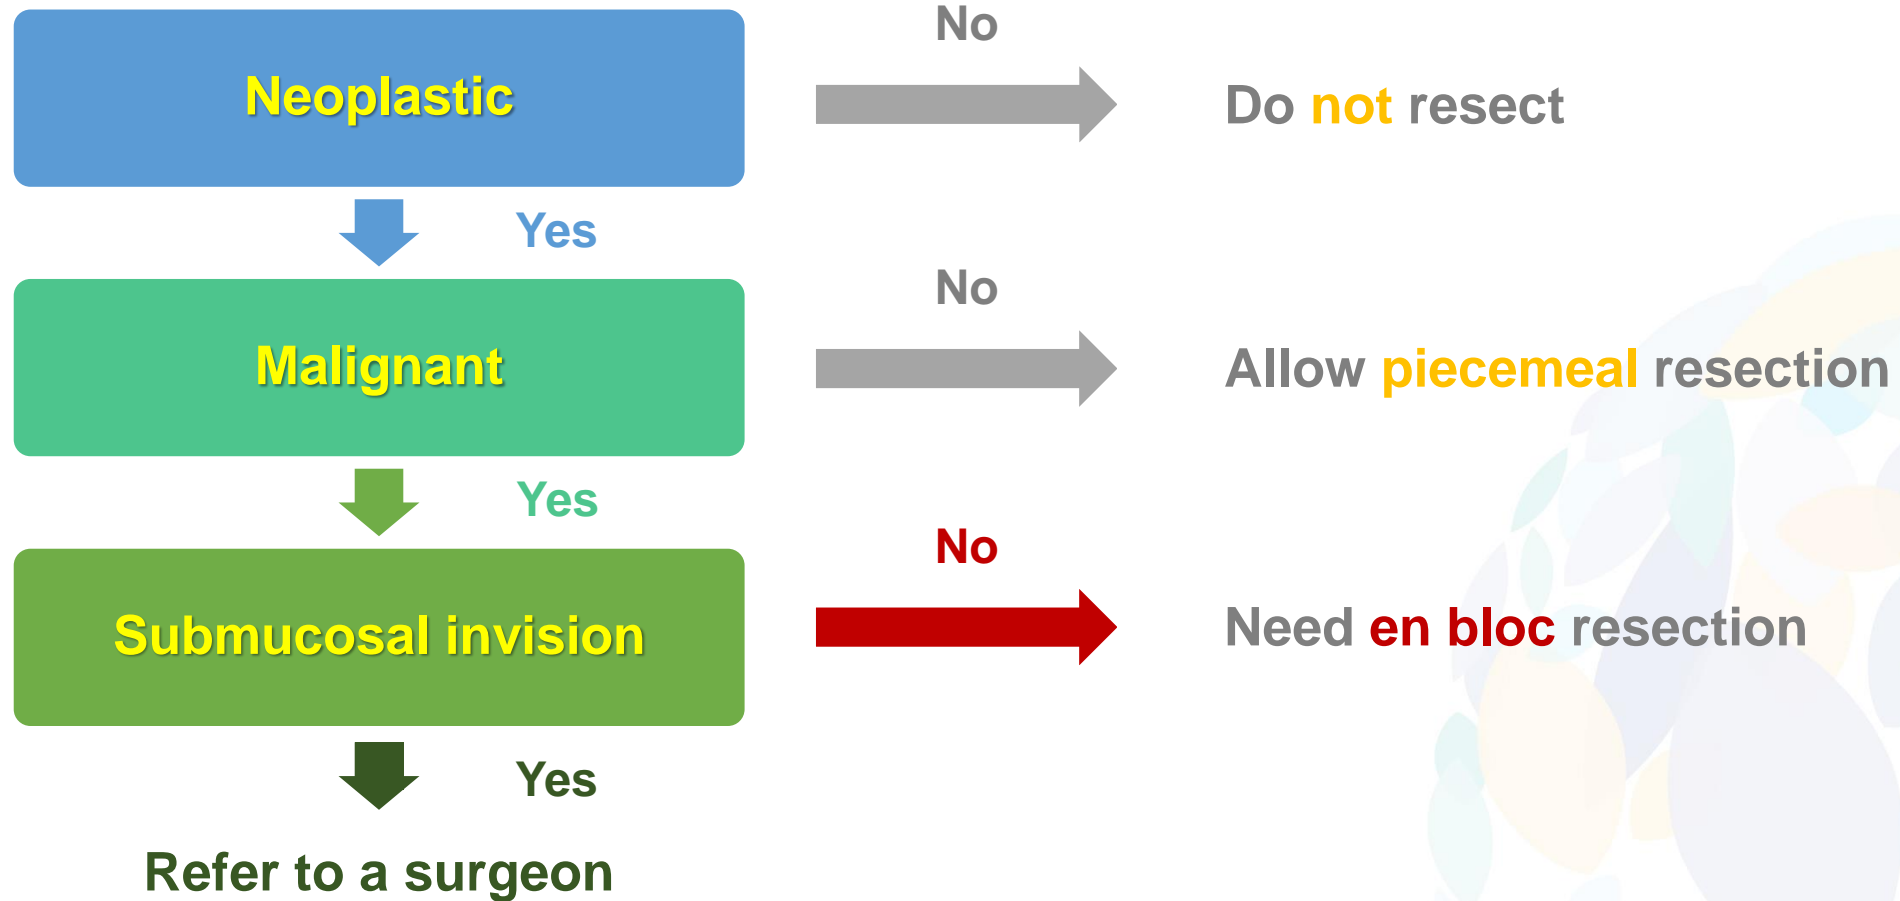 No
Neoplastic
Do not resect
Yes
No
Malignant
Allow piecemeal resection
Yes
No
Submucosal invision
Need en bloc resection
Yes
Refer to a surgeon